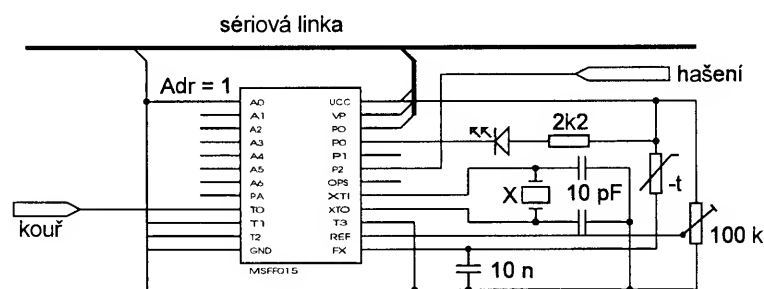 sériová linka
Adr = 1
hašení
kouř
A0
A1
A2
A3
A4
A5
A6
PA
T0
T1
T2
GND
UCC
VP
PO
P0
P1
P2
OPS
XTI
XTO
T3
REF
FX
MSFF015
2k2
X
10 pF
-t
100 k
10 n